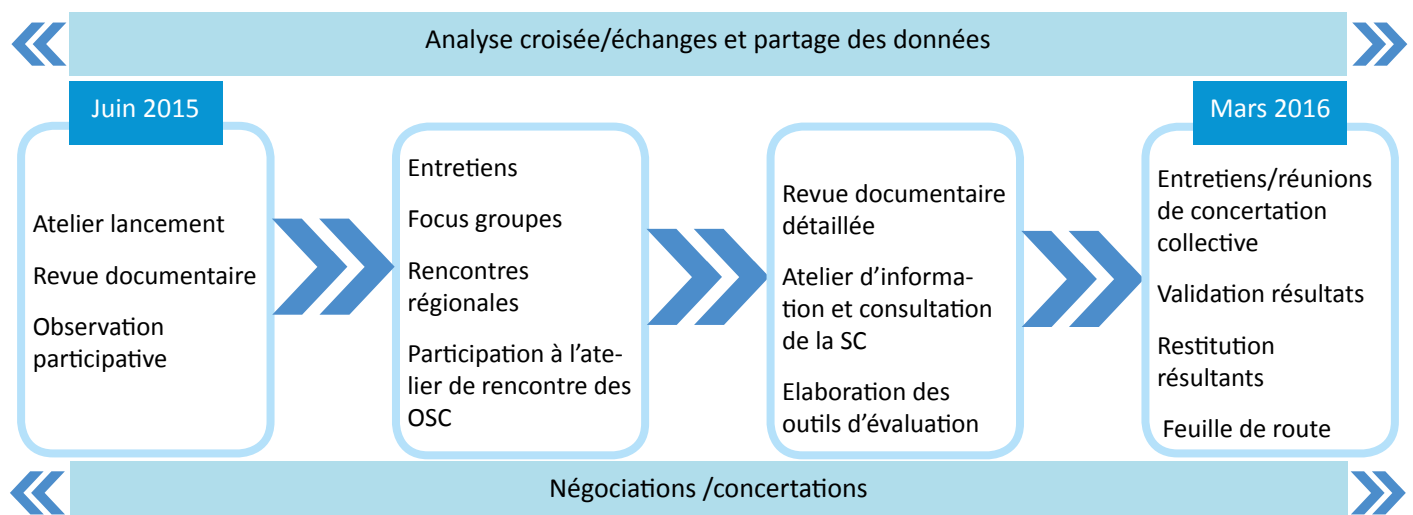 Analyse croisée/échanges et partage des données
Juin 2015
Atelier lancement
Revue documentaire
Observation
participative
Entretiens
Focus groupes
Rencontres
régionales
Participation à l’ate-
lier de rencontre des
OSC
Revue documentaire
détaillée
Atelier d’informa-
tion et consultation
de la SC
Elaboration des
outils d’évaluation
Mars 2016
Entretiens/réunions
de concertation
collective
Validation résultats
Restitution
résultants
Feuille de route
Négociations /concertations